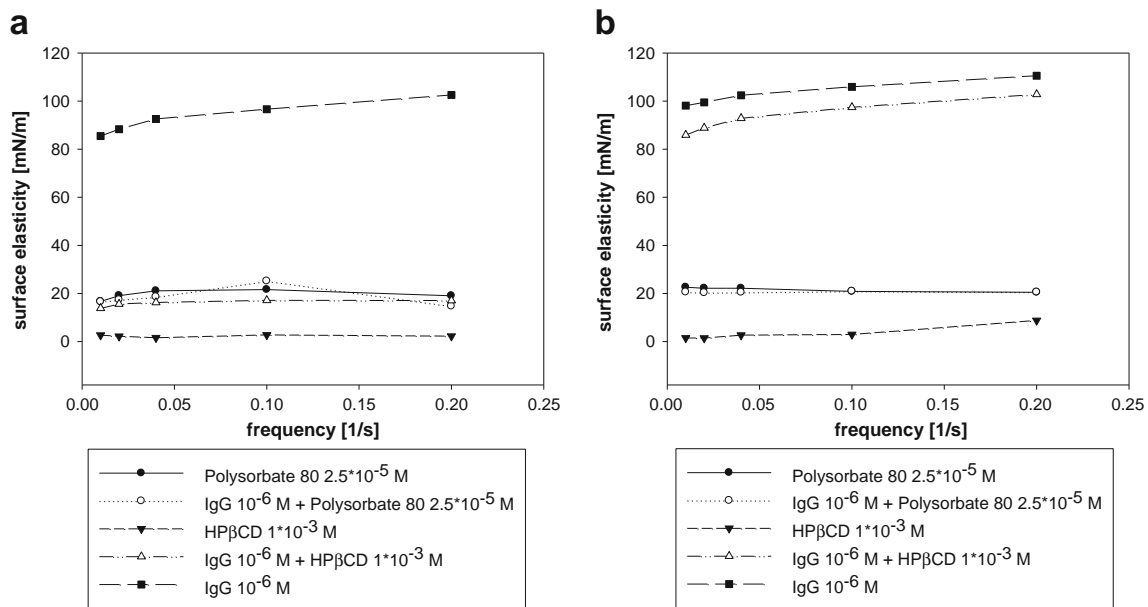 a
120
100
80
60
40
20
0
surface elasticity [mN/m]
0.00 0.05 0.10 0.15 0.20 0.25
frequency [1/s]
Polysorbate 80 2.5*10⁻⁵ M
IgG 10⁻⁶ M + Polysorbate 80 2.5*10⁻⁵ M
HPβCD 1*10⁻³ M
IgG 10⁻⁶ M + HPβCD 1*10⁻³ M
IgG 10⁻⁶ M
b
120
100
80
60
40
20
0
surface elasticity [mN/m]
0.00 0.05 0.10 0.15 0.20 0.25
frequency [1/s]
Polysorbate 80 2.5*10⁻⁵ M
IgG 10⁻⁶ M + Polysorbate 80 2.5*10⁻⁵ M
HPβCD 1*10⁻³ M
IgG 10⁻⁶ M + HPβCD 1*10⁻³ M
IgG 10⁻⁶ M